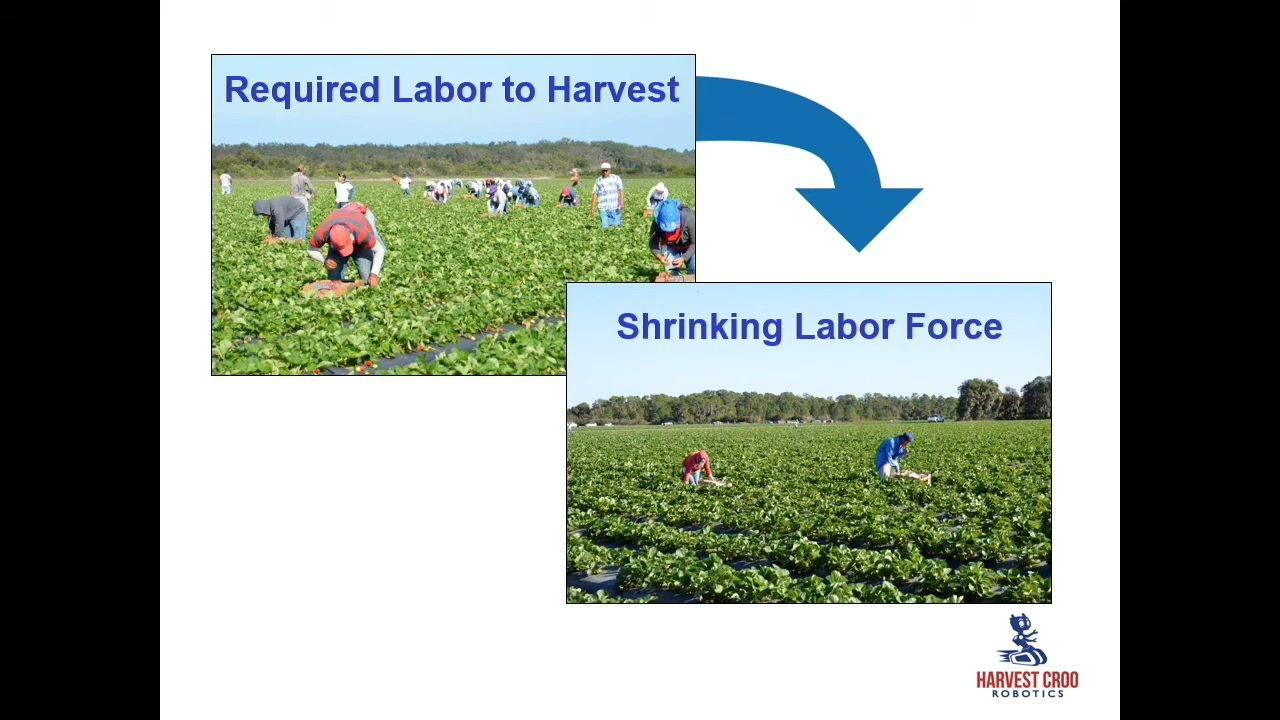 Required Labor to Harvest
Shrinking Labor Force
HARVEST CROO
ROBOTICS